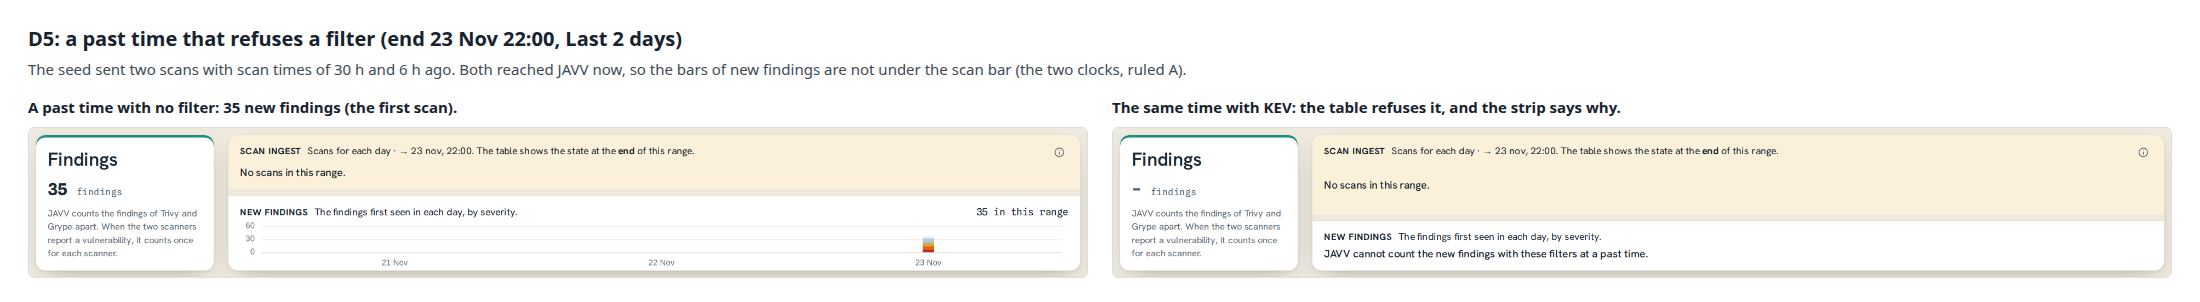 D5: a past time that refuses a filter (end 23 Nov 22:00, Last 2 days)
The seed sent two scans with scan times of 30 h and 6 h ago. Both reached JAVV now, so the bars of new findings are not under the scan bar (the two clocks, ruled A).
A past time with no filter: 35 new findings (the first scan).
Findings
35 findings
JAVV counts the findings of Trivy and
Grype apart. When the two scanners
report a vulnerability, it counts once
for each scanner.
SCAN INGEST Scans for each day · → 23 nov, 22:00. The table shows the state at the end of this range.
No scans in this range.
NEW FINDINGS The findings first seen in each day, by severity.
35 in this range
60
30
0
21 Nov
22 Nov
23 Nov
The same time with KEV: the table refuses it, and the strip says why.
Findings
– findings
JAVV counts the findings of Trivy and
Grype apart. When the two scanners
report a vulnerability, it counts once
for each scanner.
SCAN INGEST Scans for each day · → 23 nov, 22:00. The table shows the state at the end of this range.
No scans in this range.
NEW FINDINGS The findings first seen in each day, by severity.
JAVV cannot count the new findings with these filters at a past time.